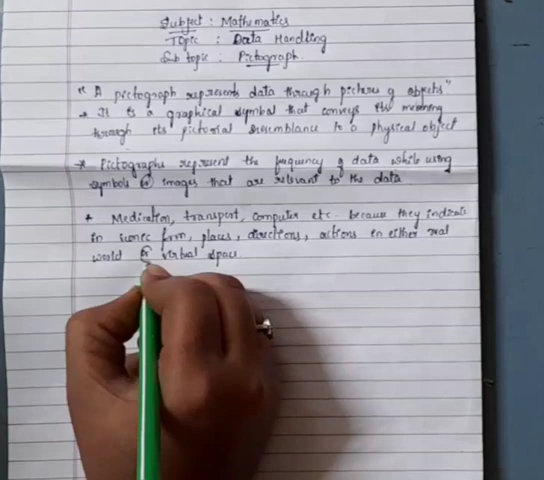 Subject : Mathematics
Topic : Data Handling
Sub topic : Pictograph.
" A pictograph represents data through pictures of objects"
* It is a graphical symbol that conveys its meaning
through its pictorial resemblance to a physical object
* Pictographs represent the frequency of data while using
symbols or images that are relevant to the data
* Medication, transport, computer etc. because they indicate
in iconic form, places, directions, actions in either real
world or virtual space